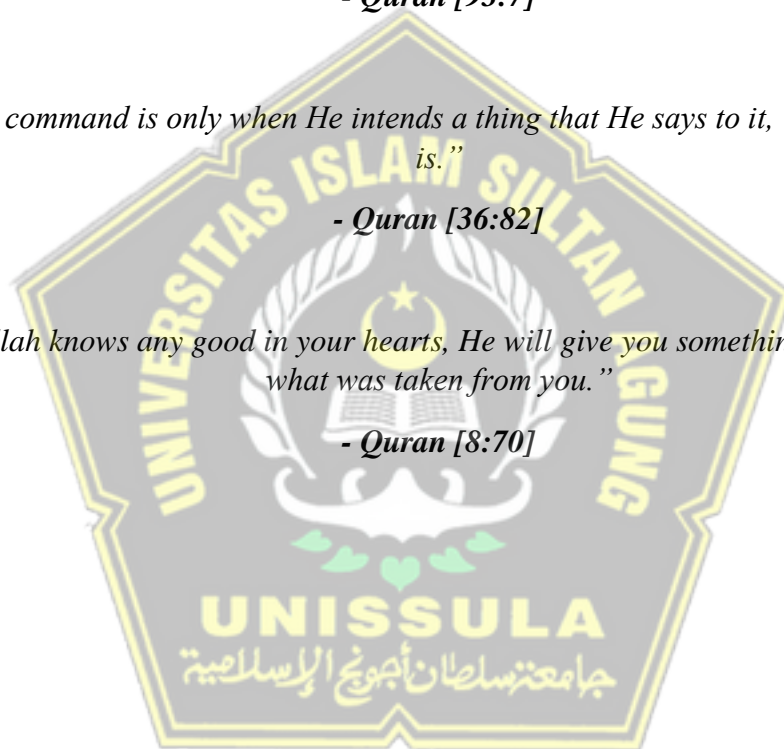 - Quran [93:7]
command is only when He intends a thing that He says to it,
is.”
- Quran [36:82]
lah knows any good in your hearts, He will give you somethin
what was taken from you.”
- Quran [8:70]
UNIVERSITAS ISLAM SULTAN AGUNG
UNISSULA
جامعة سلطان أجونج الإسلامية